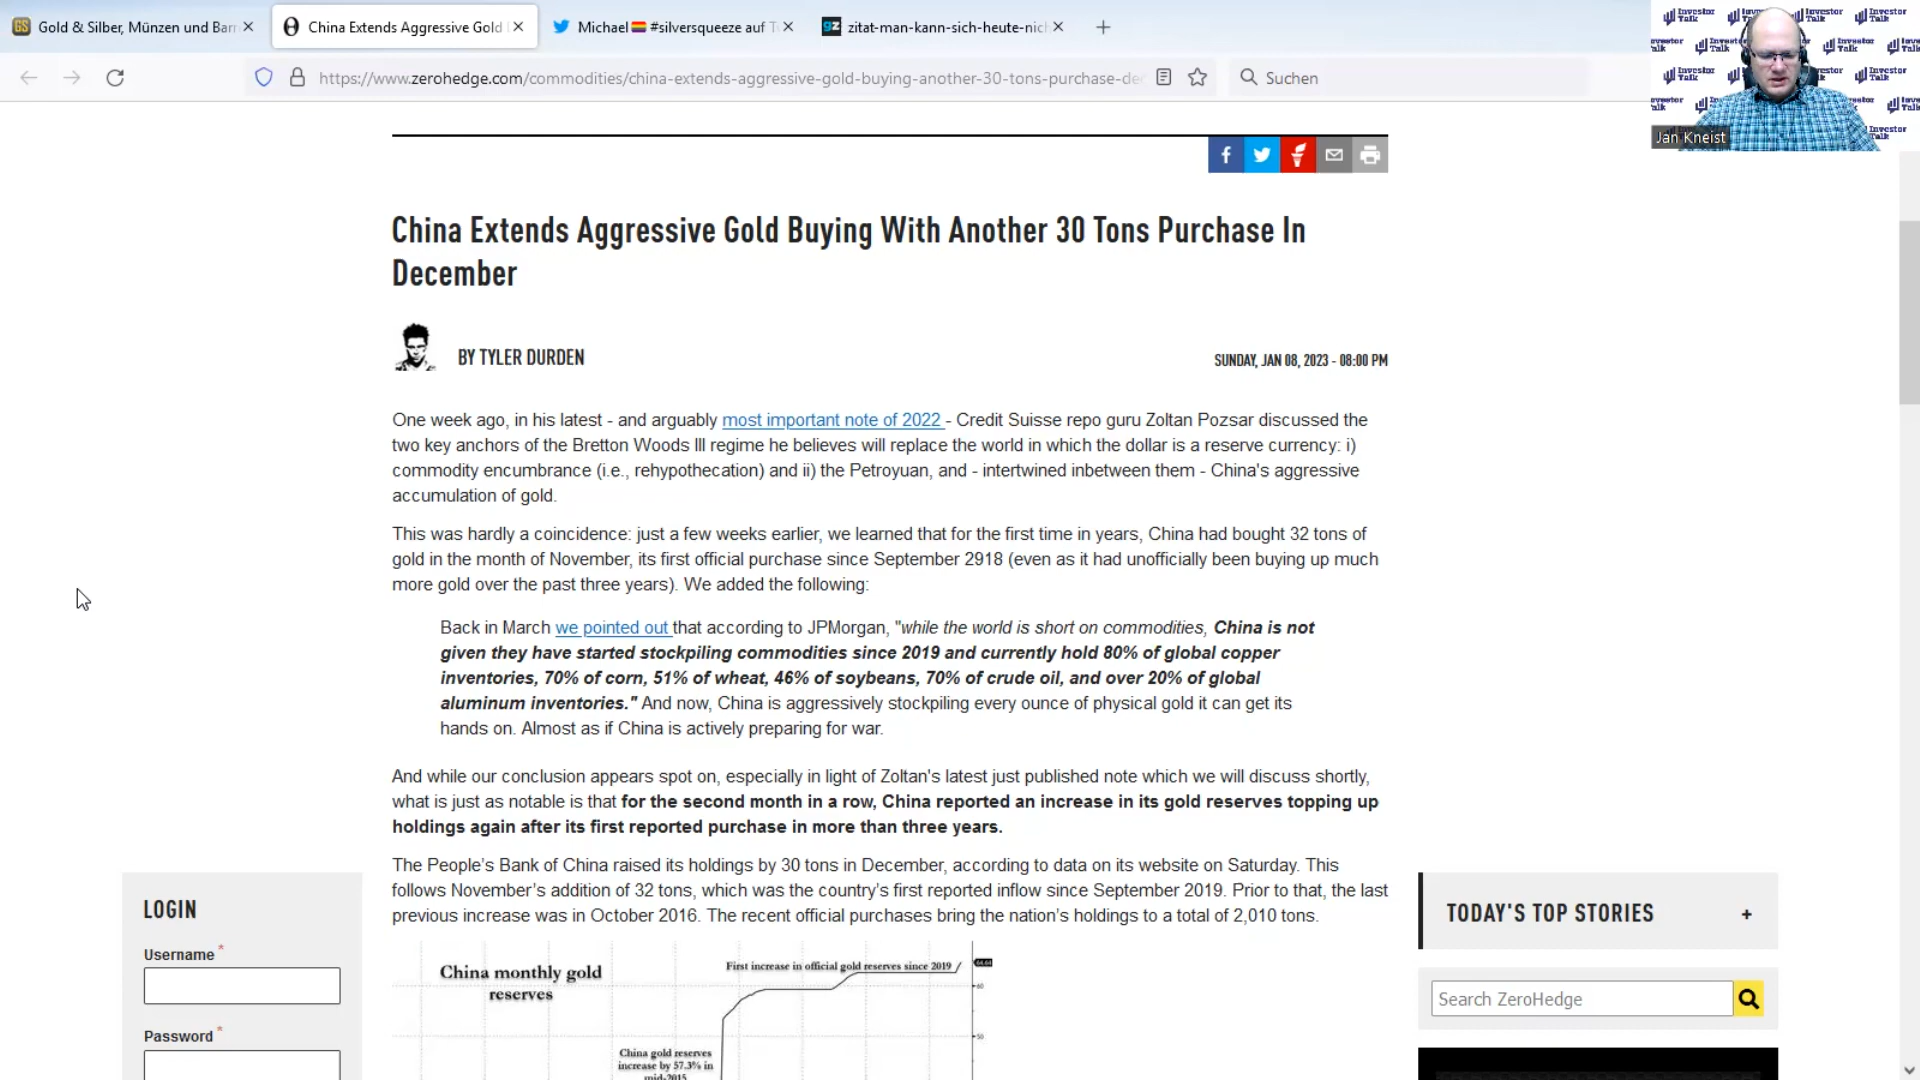 Gold & Silber, Münzen und Barr
China Extends Aggressive Gold
Michael #silversqueeze auf T
zitat-man-kann-sich-heute-nich
https://www.zerohedge.com/commodities/china-extends-aggressive-gold-buying-another-30-tons-purchase-de
Suchen
Investor Talk
Jan Kneist
China Extends Aggressive Gold Buying With Another 30 Tons Purchase In
December
BY TYLER DURDEN
SUNDAY, JAN 08, 2023 - 08:00 PM
One week ago, in his latest - and arguably most important note of 2022 - Credit Suisse repo guru Zoltan Pozsar discussed the
two key anchors of the Bretton Woods III regime he believes will replace the world in which the dollar is a reserve currency: i)
commodity encumbrance (i.e., rehypothecation) and ii) the Petroyuan, and - intertwined inbetween them - China's aggressive
accumulation of gold.
This was hardly a coincidence: just a few weeks earlier, we learned that for the first time in years, China had bought 32 tons of
gold in the month of November, its first official purchase since September 2918 (even as it had unofficially been buying up much
more gold over the past three years). We added the following:
Back in March we pointed out that according to JPMorgan, "while the world is short on commodities, China is not
given they have started stockpiling commodities since 2019 and currently hold 80% of global copper
inventories, 70% of corn, 51% of wheat, 46% of soybeans, 70% of crude oil, and over 20% of global
aluminum inventories." And now, China is aggressively stockpiling every ounce of physical gold it can get its
hands on. Almost as if China is actively preparing for war.
And while our conclusion appears spot on, especially in light of Zoltan's latest just published note which we will discuss shortly,
what is just as notable is that for the second month in a row, China reported an increase in its gold reserves topping up
holdings again after its first reported purchase in more than three years.
The People's Bank of China raised its holdings by 30 tons in December, according to data on its website on Saturday. This
follows November's addition of 32 tons, which was the country's first reported inflow since September 2019. Prior to that, the last
previous increase was in October 2016. The recent official purchases bring the nation's holdings to a total of 2,010 tons.
LOGIN
Username *
Password *
China monthly gold
reserves
First increase in official gold reserves since 2019
64.64
60
50
China gold reserves
increase by 57.3% in
mid-2015
TODAY'S TOP STORIES +
Search ZeroHedge